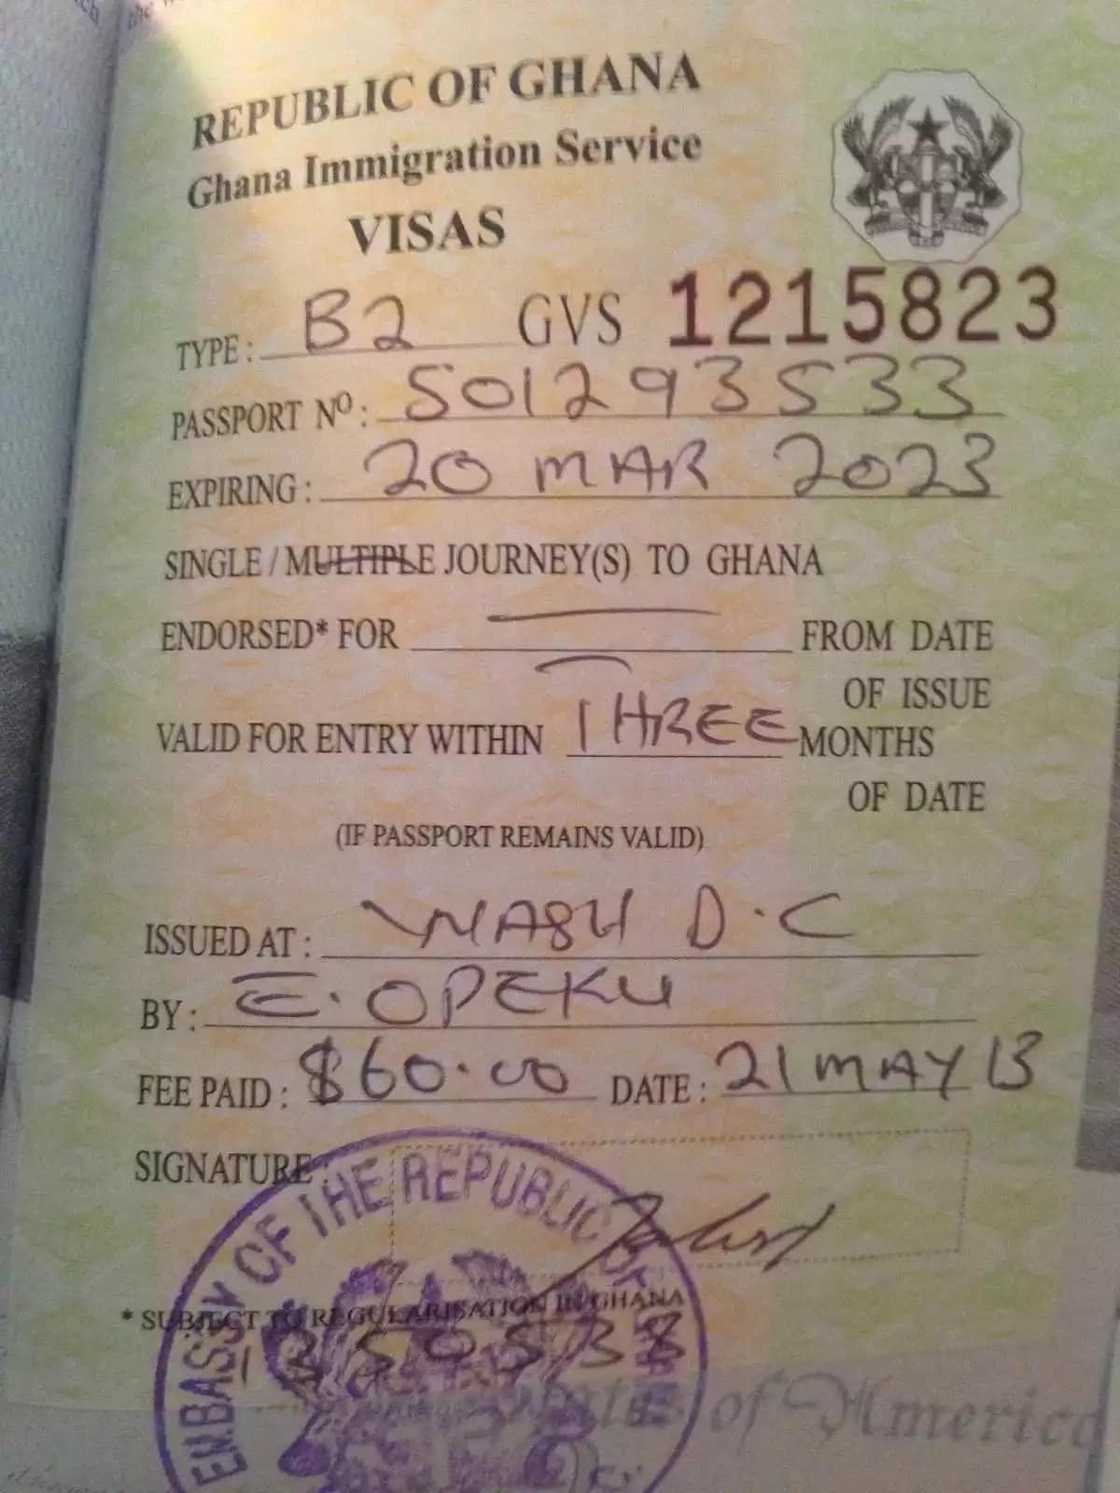 REPUBLIC OF GHANA
Ghana Immigration Service
VISAS
TYPE: B2 GVS 1215823
PASSPORT Nº: 501293533
EXPIRING: 20 MAR 2023
SINGLE / MULTIPLE JOURNEY(S) TO GHANA
ENDORSED* FOR — FROM DATE
OF ISSUE
VALID FOR ENTRY WITHIN THREE MONTHS
OF DATE
(IF PASSPORT REMAINS VALID)
ISSUED AT: WASH D.C
BY: E. OPEKU
FEE PAID: $60.00 DATE: 21 MAY 13
SIGNATURE:
EMBASSY OF THE REPUBLIC OF
* SUBJECT TO REGULARISATION IN GHANA
of America